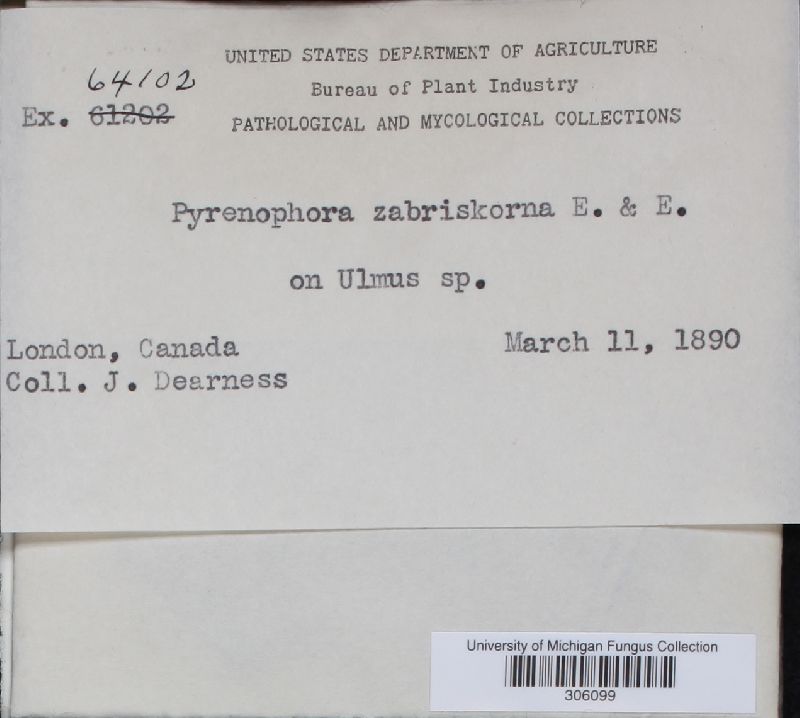 UNITED STATES DEPARTMENT OF AGRICULTURE
Bureau of Plant Industry
PATHOLOGICAL AND MYCOLOGICAL COLLECTIONS
64102
Ex. 61202
Pyrenophora zabriskorna E. & E.
on Ulmus sp.
London, Canada March 11, 1890
Coll. J. Dearness
University of Michigan Fungus Collection
306099